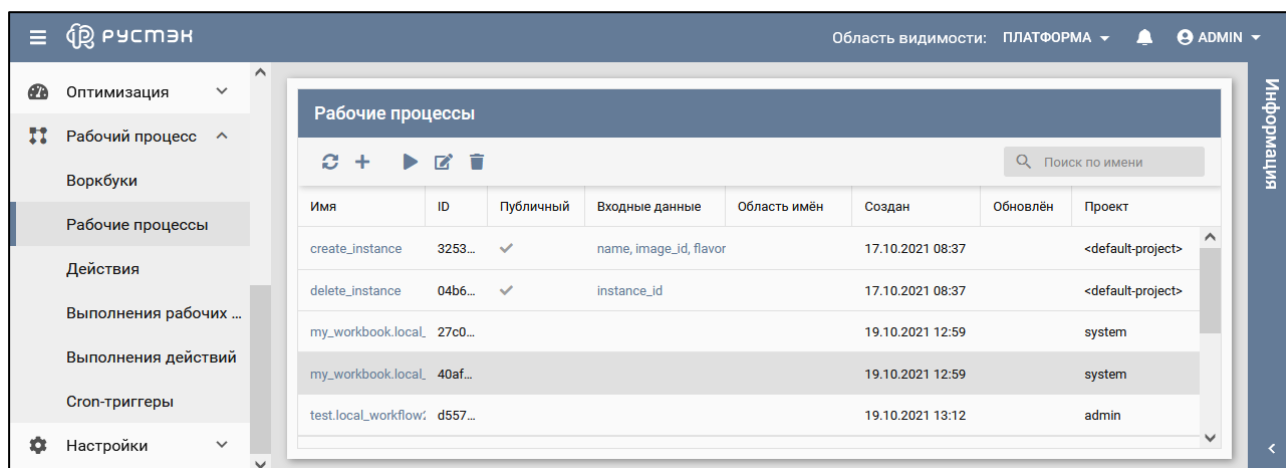 РУСТЭК
Область видимости: ПЛАТФОРМА
ADMIN
Оптимизация
Рабочий процесс
Воркбуки
Рабочие процессы
Действия
Выполнения рабочих ...
Выполнения действий
Cron-триггеры
Настройки
Рабочие процессы
Поиск по имени
Имя ID Публичный Входные данные Область имён Создан Обновлён Проект
create_instance 3253... name, image_id, flavor 17.10.2021 08:37 <default-project>
delete_instance 04b6... instance_id 17.10.2021 08:37 <default-project>
my_workbook.local_ 27c0... 19.10.2021 12:59 system
my_workbook.local_ 40af... 19.10.2021 12:59 system
test.local_workflow2 d557... 19.10.2021 13:12 admin
Информация